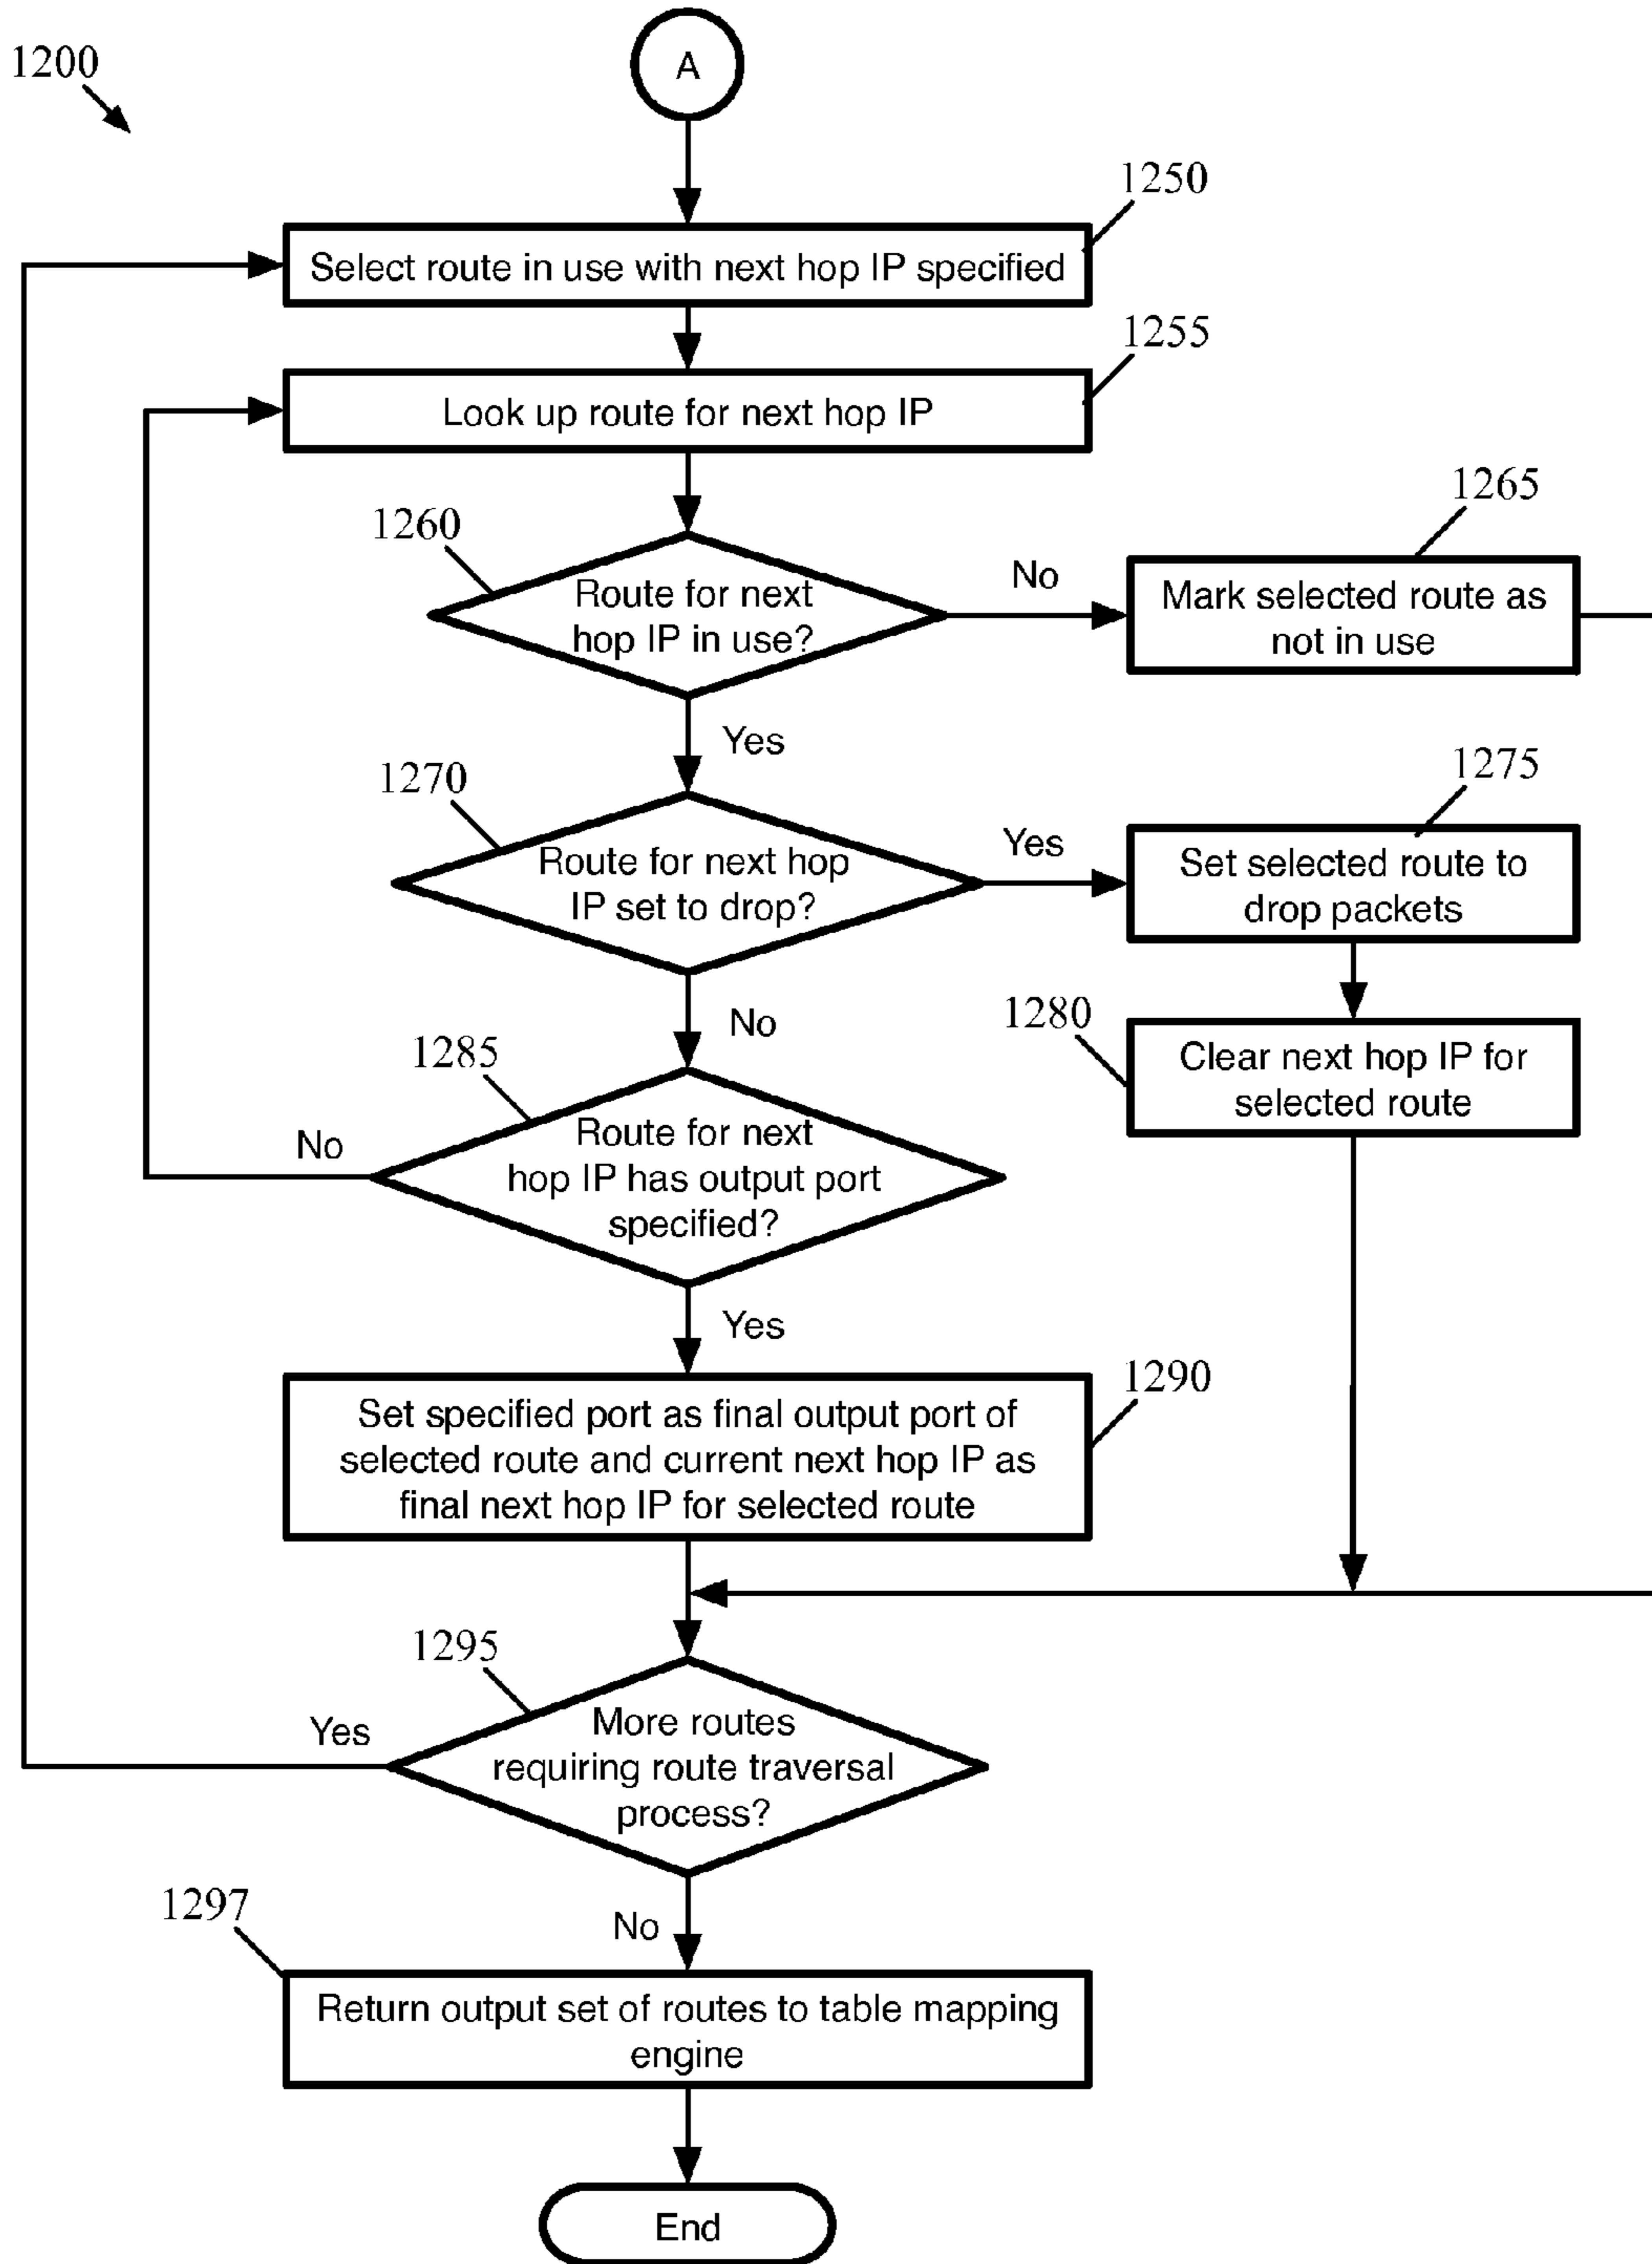 1200
A
1250
Select route in use with next hop IP specified
1255
Look up route for next hop IP
1260
Route for next
hop IP in use?
No
1265
Mark selected route as
not in use
Yes
1270
Route for next hop
IP set to drop?
Yes
1275
Set selected route to
drop packets
No
1280
Clear next hop IP for
selected route
1285
Route for next
hop IP has output port
specified?
No
Yes
1290
Set specified port as final output port of
selected route and current next hop IP as
final next hop IP for selected route
1295
More routes
requiring route traversal
process?
Yes
No
1297
Return output set of routes to table mapping
engine
End